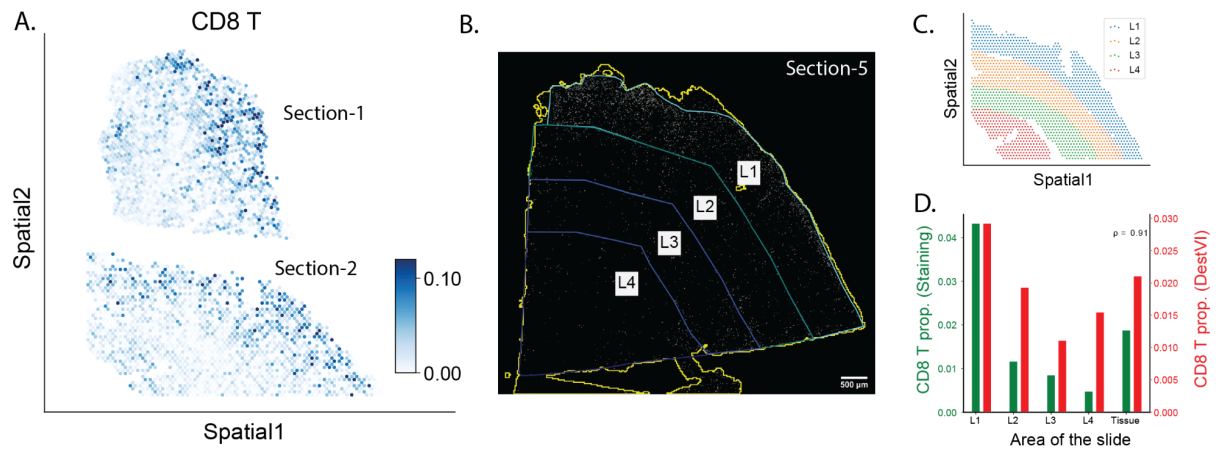 A.
CD8 T
Section-1
Section-2
0.10
0.00
Spatial2
Spatial1
B.
Section-5
L1
L2
L3
L4
500 μm
C.
L1
L2
L3
L4
Spatial2
Spatial1
D.
ρ = 0.91
CD8 T prop. (Staining)
0.04
0.03
0.02
0.01
0.00
CD8 T prop. (DestVI)
0.030
0.025
0.020
0.015
0.010
0.005
0.000
L1 L2 L3 L4 Tissue
Area of the slide